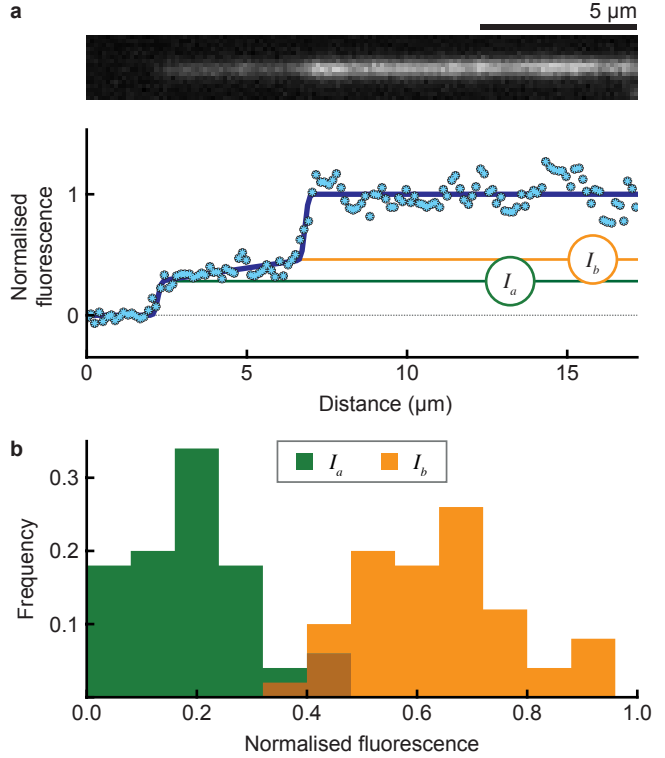 a
5 µm
Normalised
fluorescence
1
0
I_a
I_b
0
5
10
15
Distance (µm)
b
I_a
I_b
Frequency
0.3
0.2
0.1
0.0
0.2
0.4
0.6
0.8
1.0
Normalised fluorescence